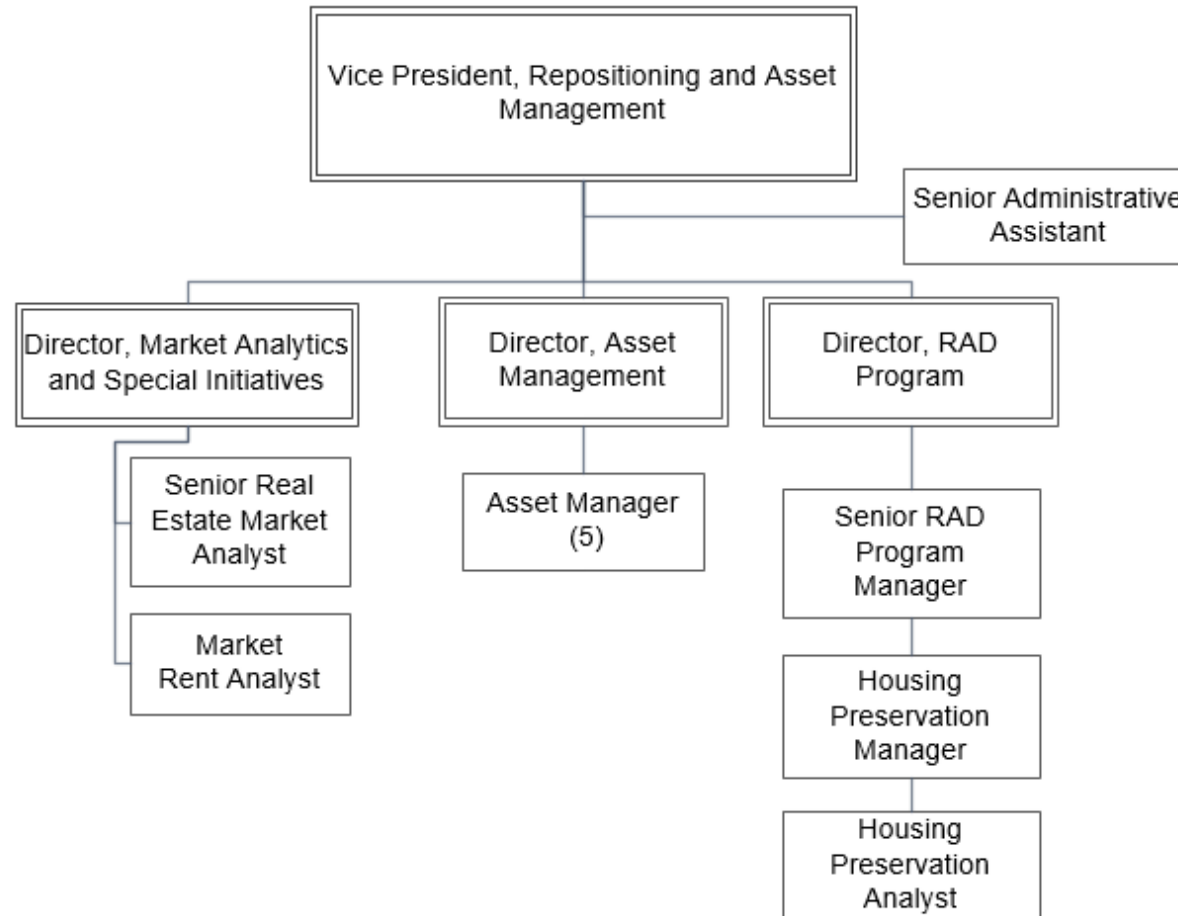 Vice President, Repositioning and Asset
Management
Senior Administrative
Assistant
Director, Market Analytics
and Special Initiatives
Director, Asset
Management
Director, RAD
Program
Senior Real
Estate Market
Analyst
Market
Rent Analyst
Asset Manager
(5)
Senior RAD
Program
Manager
Housing
Preservation
Manager
Housing
Preservation
Analyst